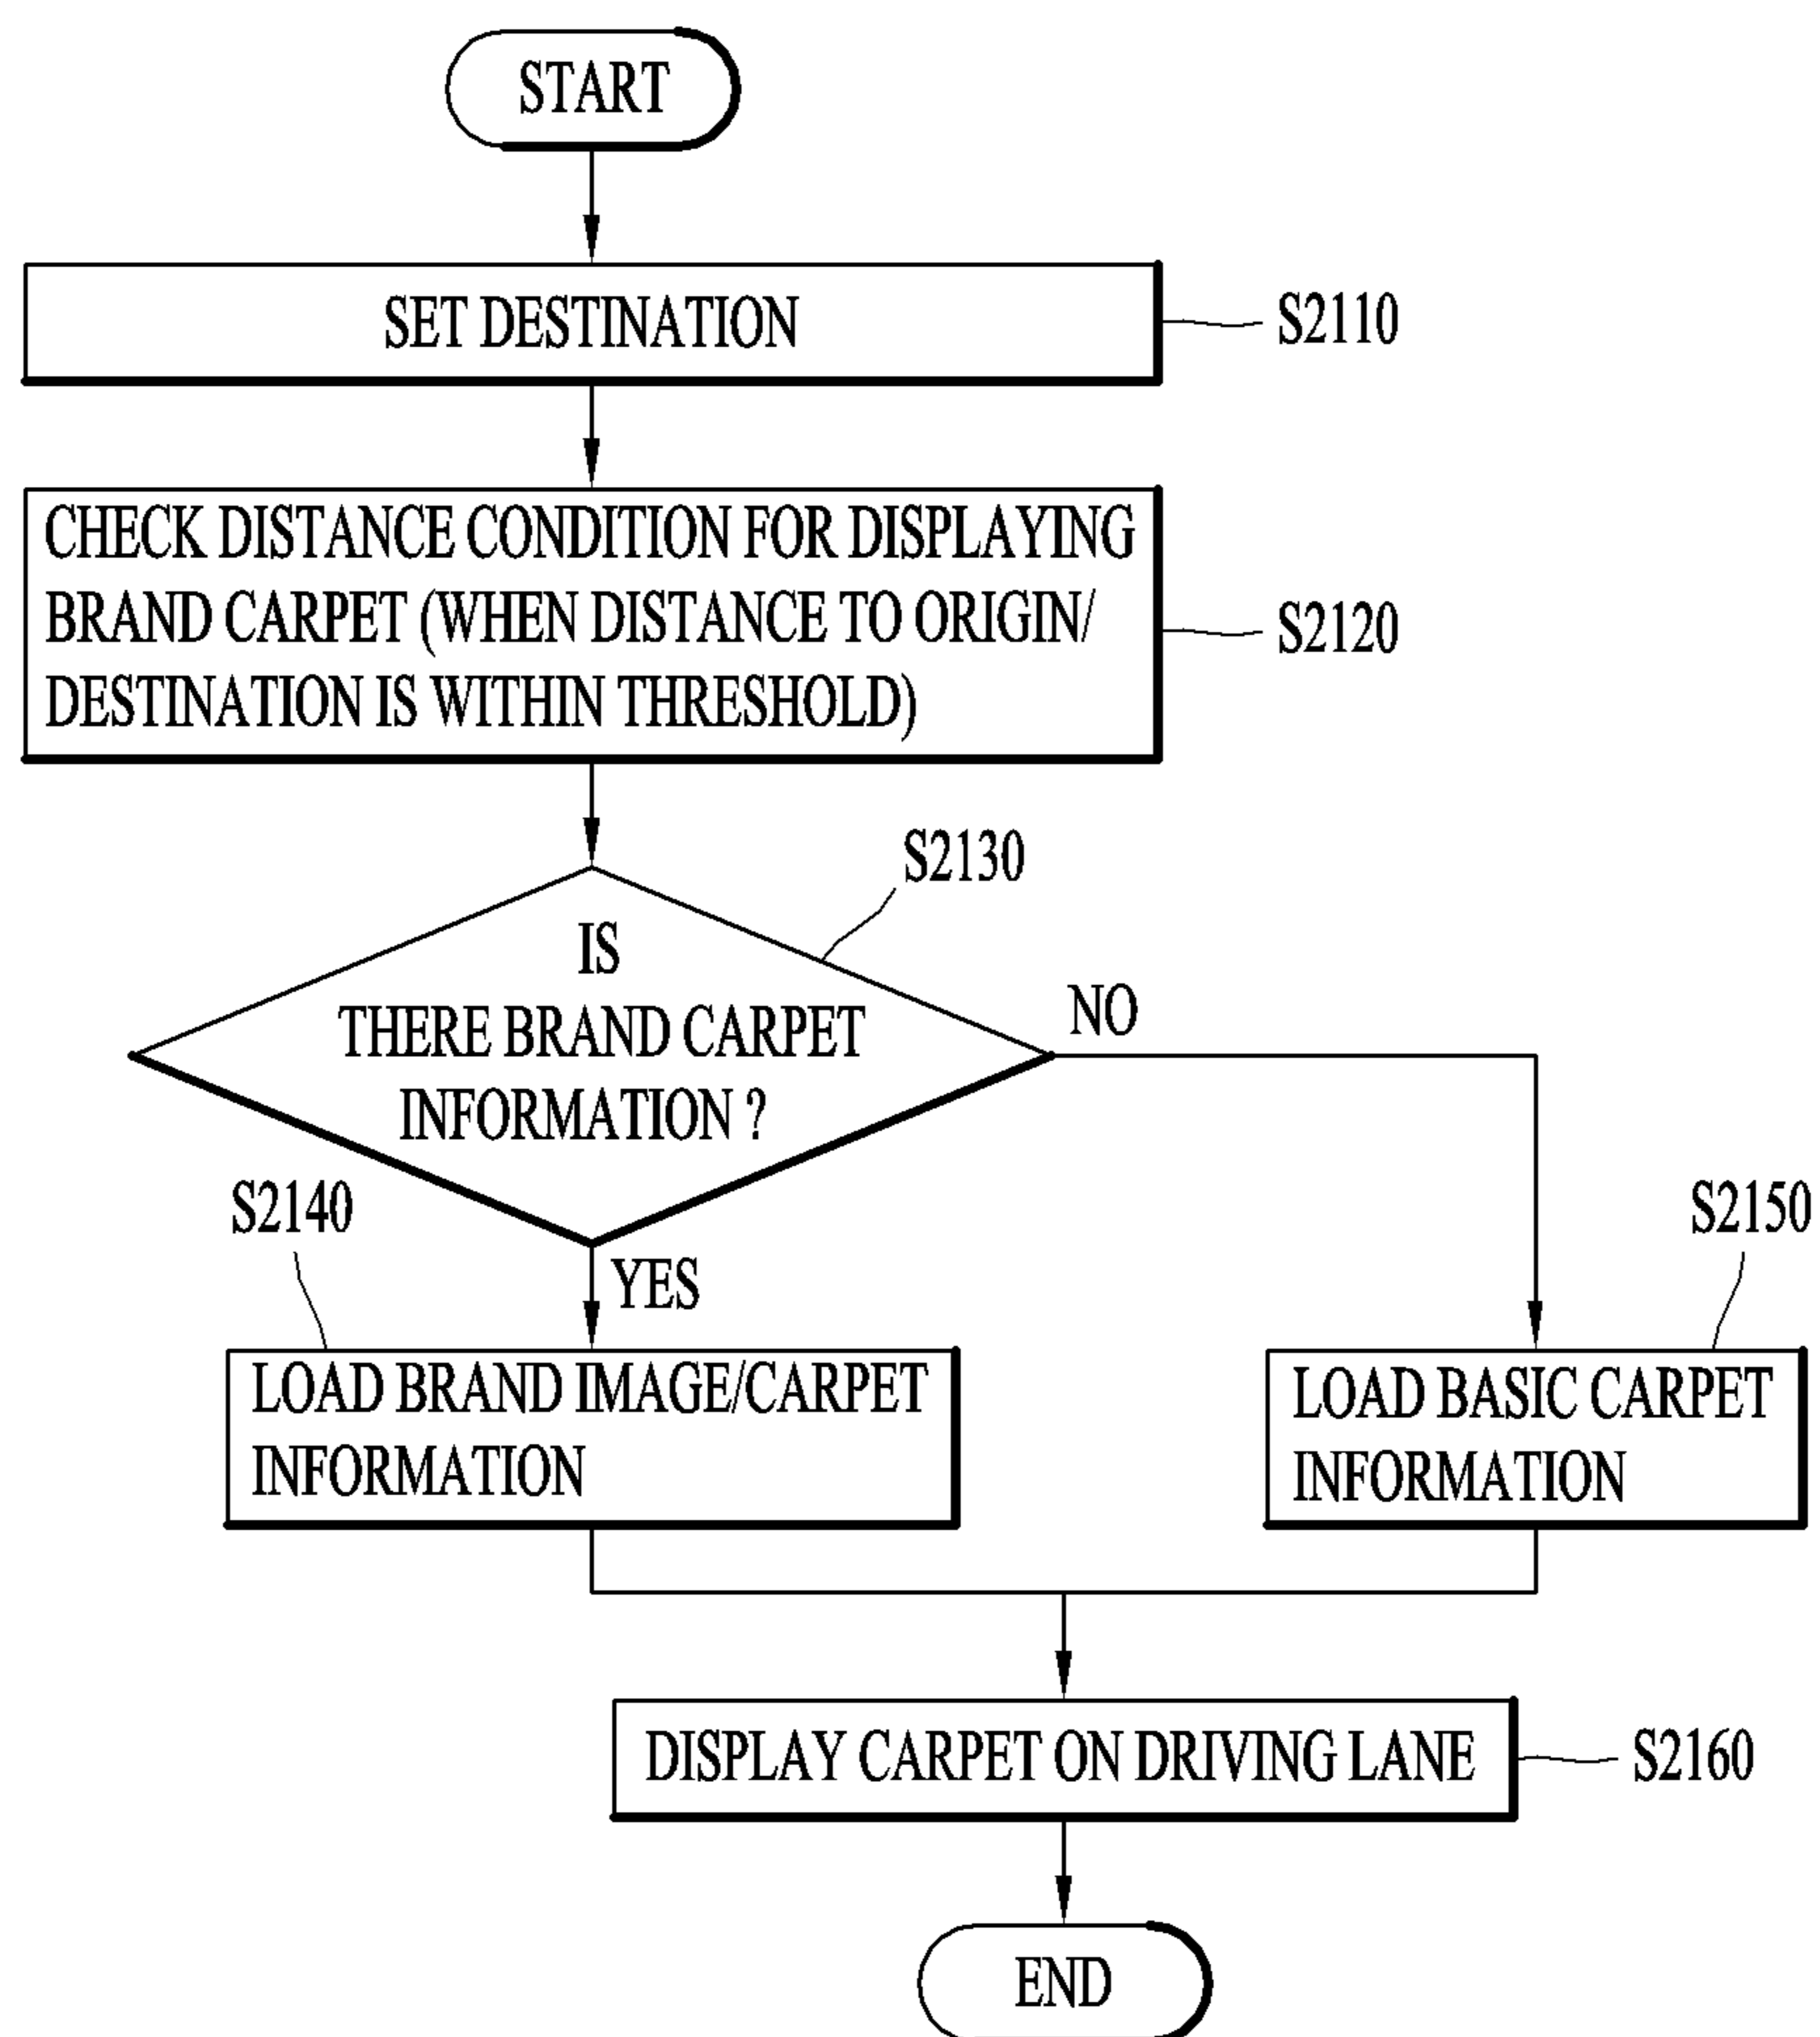 START
SET DESTINATION
S2110
CHECK DISTANCE CONDITION FOR DISPLAYING
BRAND CARPET (WHEN DISTANCE TO ORIGIN/
DESTINATION IS WITHIN THRESHOLD)
S2120
S2130
IS
THERE BRAND CARPET
INFORMATION ?
NO
YES
S2140
LOAD BRAND IMAGE/CARPET
INFORMATION
S2150
LOAD BASIC CARPET
INFORMATION
DISPLAY CARPET ON DRIVING LANE
S2160
END